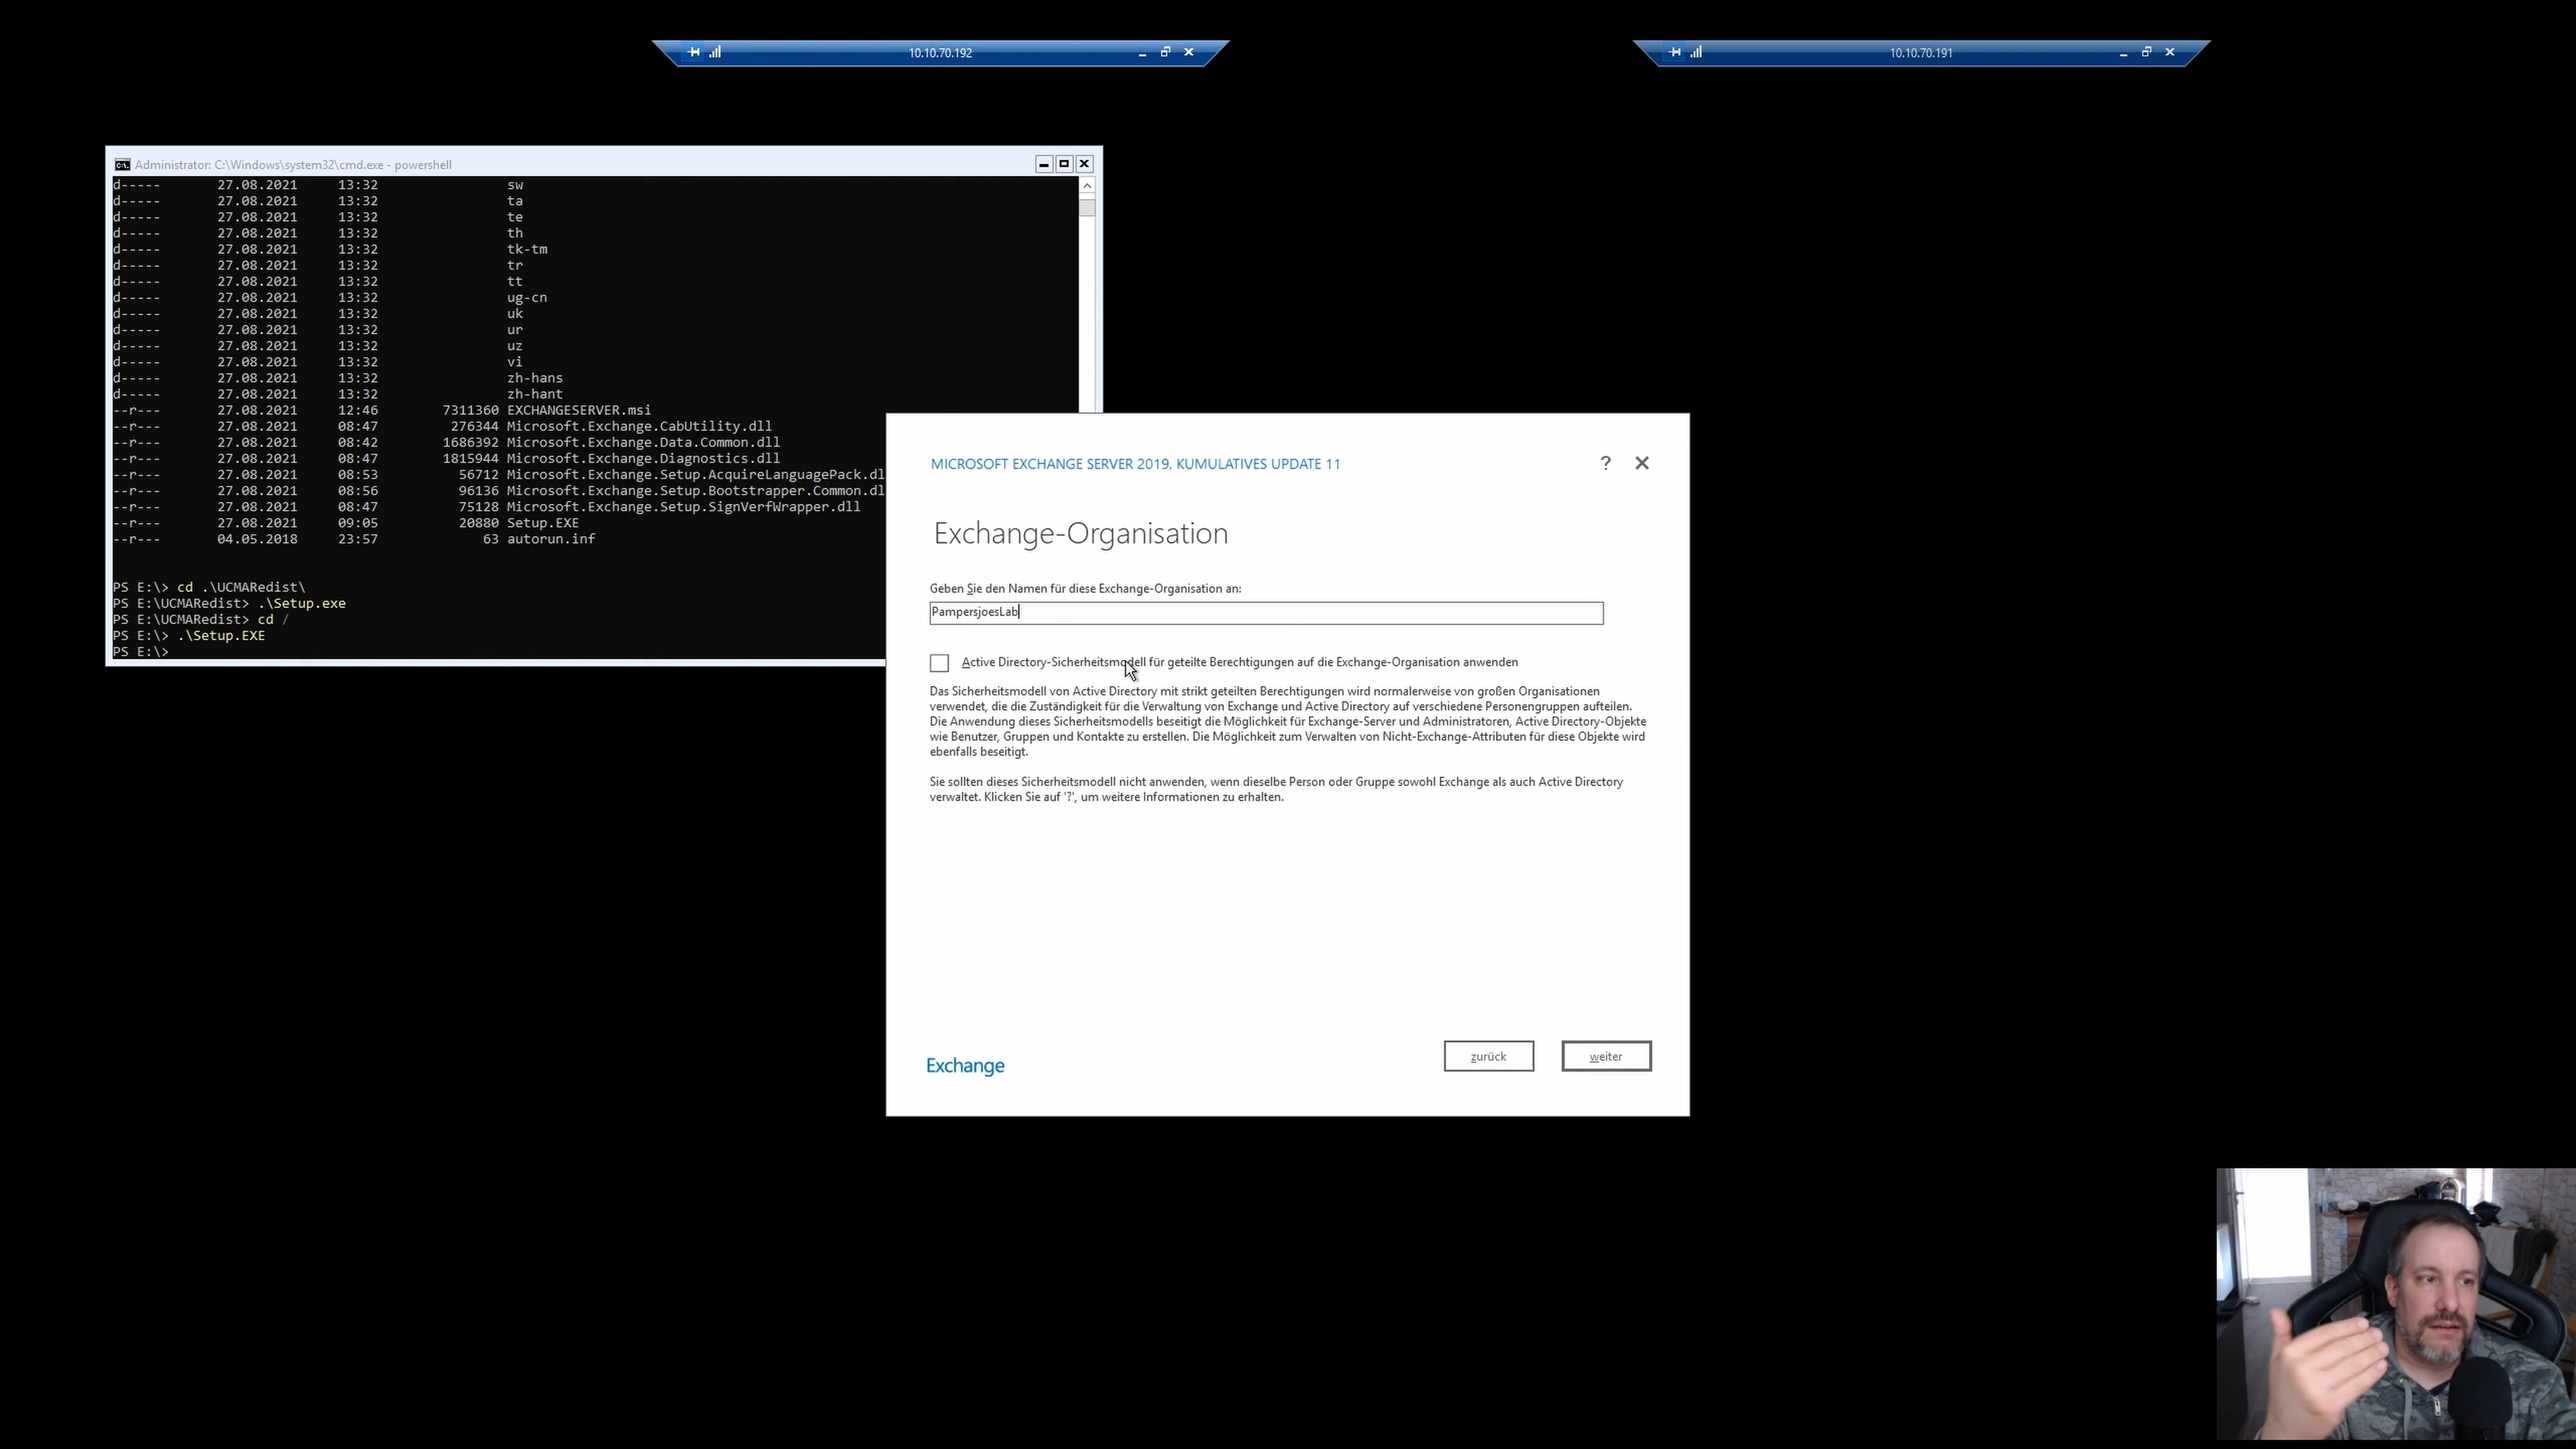 10.10.70.192
10.10.70.191
Administrator: C:\Windows\system32\cmd.exe - powershell
d----- 27.08.2021 13:32 sw
d----- 27.08.2021 13:32 ta
d----- 27.08.2021 13:32 te
d----- 27.08.2021 13:32 th
d----- 27.08.2021 13:32 tk-tm
d----- 27.08.2021 13:32 tr
d----- 27.08.2021 13:32 tt
d----- 27.08.2021 13:32 ug-cn
d----- 27.08.2021 13:32 uk
d----- 27.08.2021 13:32 ur
d----- 27.08.2021 13:32 uz
d----- 27.08.2021 13:32 vi
d----- 27.08.2021 13:32 zh-hans
d----- 27.08.2021 13:32 zh-hant
--r--- 27.08.2021 12:46 7311360 EXCHANGESERVER.msi
--r--- 27.08.2021 08:47 276344 Microsoft.Exchange.CabUtility.dll
--r--- 27.08.2021 08:42 1686392 Microsoft.Exchange.Data.Common.dll
--r--- 27.08.2021 08:47 1815944 Microsoft.Exchange.Diagnostics.dll
--r--- 27.08.2021 08:53 56712 Microsoft.Exchange.Setup.AcquireLanguagePack.dl
--r--- 27.08.2021 08:56 96136 Microsoft.Exchange.Setup.Bootstrapper.Common.dl
--r--- 27.08.2021 08:47 75128 Microsoft.Exchange.Setup.SignVerfWrapper.dll
--r--- 27.08.2021 09:05 20880 Setup.EXE
--r--- 04.05.2018 23:57 63 autorun.inf
PS E:\> cd .\UCMARedist\
PS E:\UCMARedist> .\Setup.exe
PS E:\UCMARedist> cd /
PS E:\> .\Setup.EXE
PS E:\>
MICROSOFT EXCHANGE SERVER 2019, KUMULATIVES UPDATE 11
?
Exchange-Organisation
Geben Sie den Namen für diese Exchange-Organisation an:
PampersjoesLab
Active Directory-Sicherheitsmodell für geteilte Berechtigungen auf die Exchange-Organisation anwenden
Das Sicherheitsmodell von Active Directory mit strikt geteilten Berechtigungen wird normalerweise von großen Organisationen
verwendet, die die Zuständigkeit für die Verwaltung von Exchange und Active Directory auf verschiedene Personengruppen aufteilen.
Die Anwendung dieses Sicherheitsmodells beseitigt die Möglichkeit für Exchange-Server und Administratoren, Active Directory-Objekte
wie Benutzer, Gruppen und Kontakte zu erstellen. Die Möglichkeit zum Verwalten von Nicht-Exchange-Attributen für diese Objekte wird
ebenfalls beseitigt.
Sie sollten dieses Sicherheitsmodell nicht anwenden, wenn dieselbe Person oder Gruppe sowohl Exchange als auch Active Directory
verwaltet. Klicken Sie auf '?', um weitere Informationen zu erhalten.
Exchange
zurück
weiter